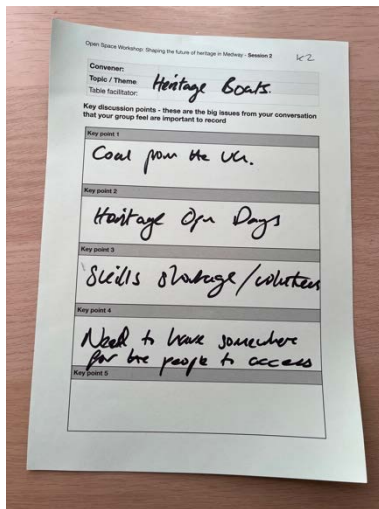 Open Space Workshop: Shaping the future of heritage in Medway - Session 2
K2
Convener:
Topic / Theme: Heritage Boats.
Table facilitator:
Key discussion points - these are the big issues from your conversation
that your group feel are important to record
Key point 1
Coal from the UK.
Key point 2
Heritage Open Days
Key point 3
Skills shortage/volunteers
Key point 4
Need to have somewhere
for the people to access
Key point 5